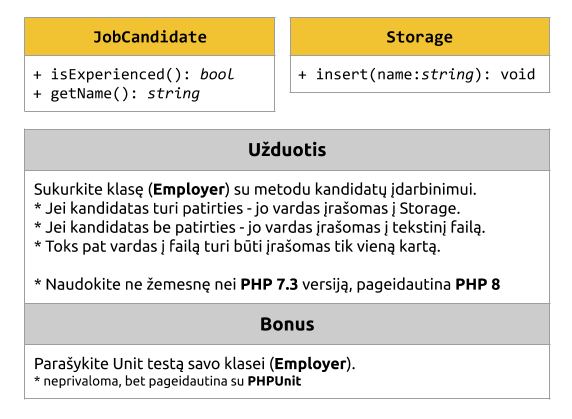 JobCandidate
+ isExperienced(): bool
+ getName(): string
Storage
+ insert(name:string): void
Užduotis
Sukurkite klasę (Employer) su metodu kandidatų įdarbinimui.
* Jei kandidatas turi patirties - jo vardas įrašomas į Storage.
* Jei kandidatas be patirties - jo vardas įrašomas į tekstinį failą.
* Toks pat vardas į failą turi būti įrašomas tik vieną kartą.
* Naudokite ne žemesnę nei PHP 7.3 versiją, pageidautina PHP 8
Bonus
Parašykite Unit testą savo klasei (Employer).
* neprivaloma, bet pageidautina su PHPUnit